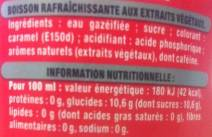 BOISSON RAFRAÎCHISSANTE AUX EXTRAITS VÉGÉTAUX.
Ingrédients : eau gazéifiée ; sucre ; colorant :
caramel (E150d) ; acidifiant : acide phosphorique ;
arômes naturels (extraits végétaux), dont caféine.
INFORMATION NUTRITIONNELLE :
Pour 100 ml : valeur énergétique : 180 kJ (42 kcal),
protéines : 0 g, glucides : 10,6 g (dont sucres : 10,6 g),
lipides : 0 g (dont acides gras saturés : 0 g), fibres
alimentaires : 0 g, sodium : 0 g.